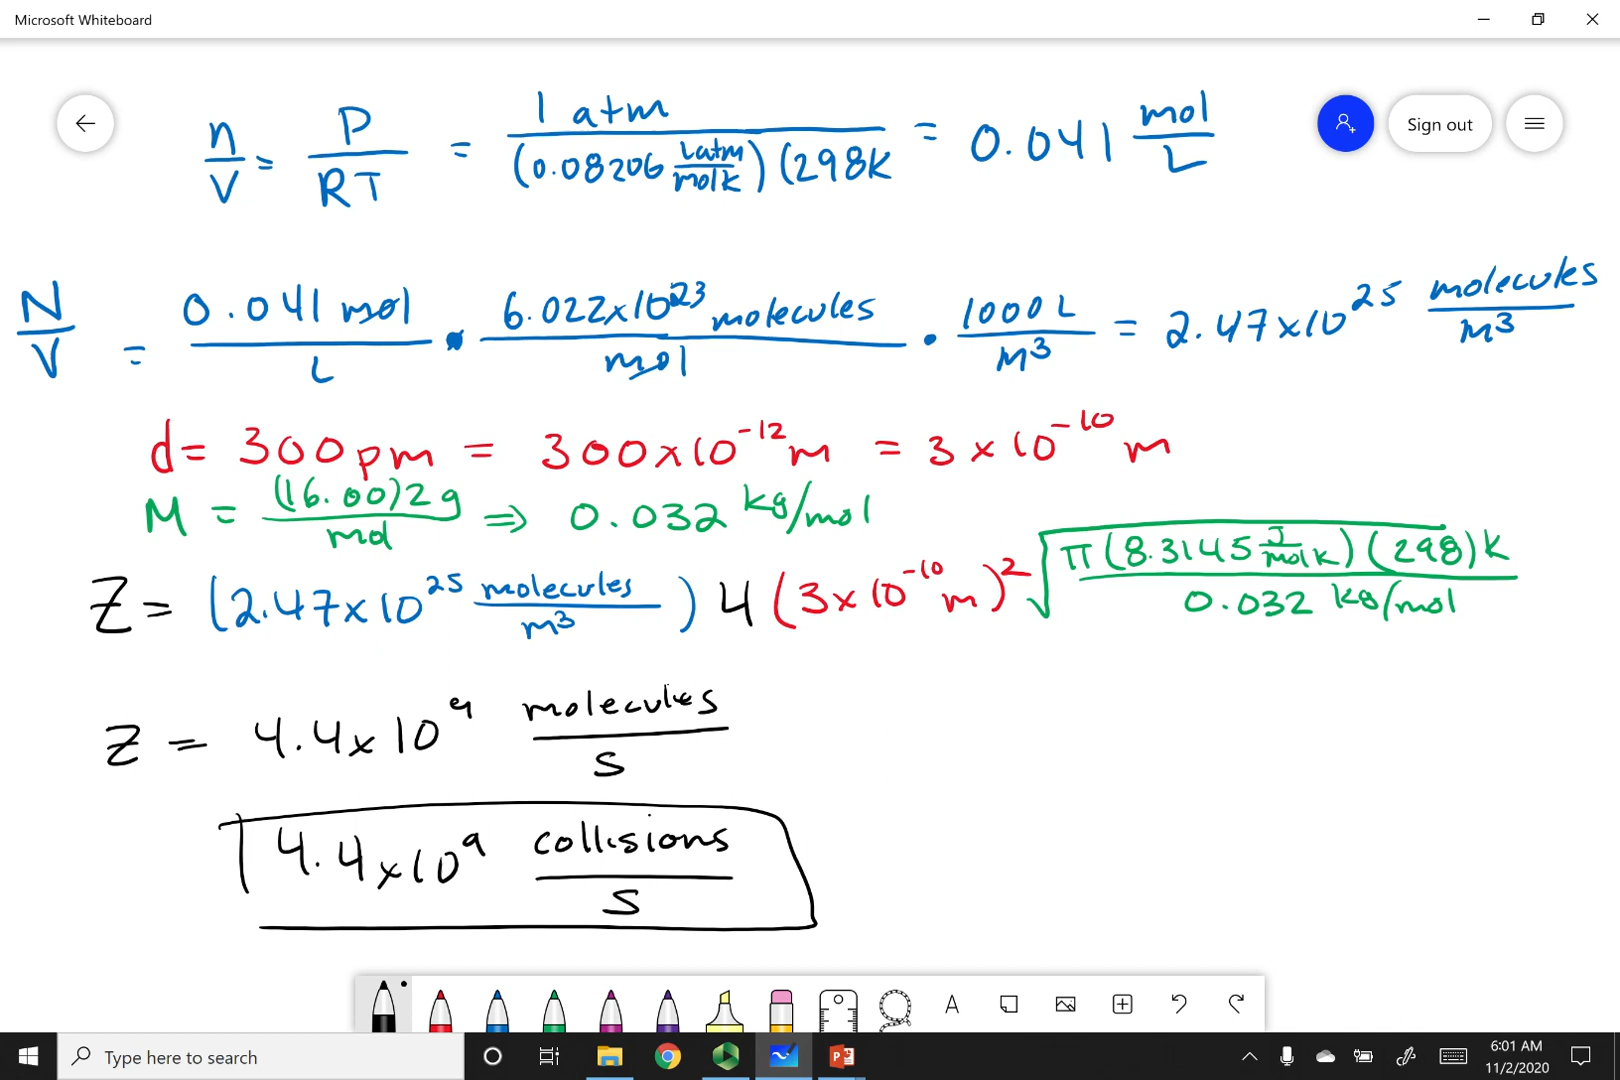 Microsoft Whiteboard
Sign out
n/V = P/RT = 1 atm/((0.08206 Latm/molK)(298K) = 0.041 mol/L
N/V = 0.041 mol/L • 6.022x10^23 molecules/mol • 1000 L/m^3 = 2.47x10^25 molecules/m^3
d = 300pm = 300x10^-12 m = 3x10^-10 m
M = (16.00)2g/mol ⇒ 0.032 kg/mol
Z = (2.47x10^25 molecules/m^3) 4 (3x10^-10 m)^2 √(π(8.3145 J/molK)(298)K/0.032 kg/mol)
Z = 4.4x10^9 molecules/s
4.4x10^9 collisions/s
A
Type here to search
6:01 AM
11/2/2020